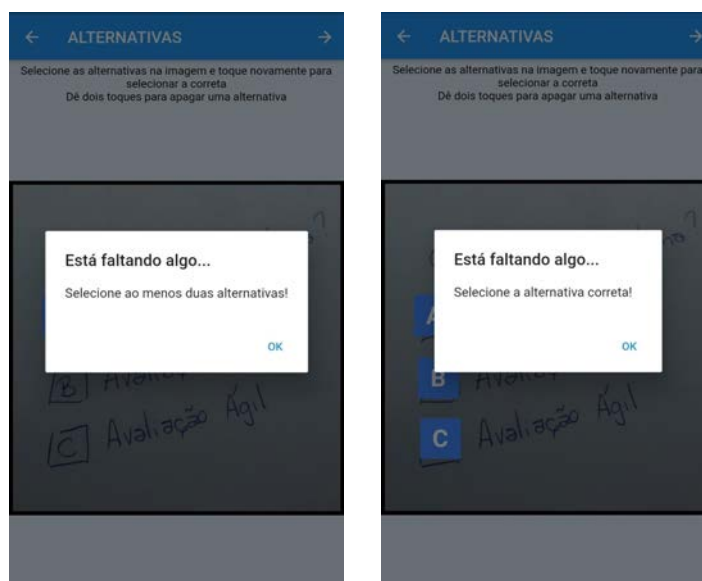 ALTERNATIVAS
Selecione as alternativas na imagem e toque novamente para
selecionar a correta
Dê dois toques para apagar uma alternativa
?
Está faltando algo...
Selecione ao menos duas alternativas!
OK
B
C Avaliação Ágil
ALTERNATIVAS
Selecione as alternativas na imagem e toque novamente para
selecionar a correta
Dê dois toques para apagar uma alternativa
?
Está faltando algo...
Selecione a alternativa correta!
OK
A
B
C Avaliação Ágil